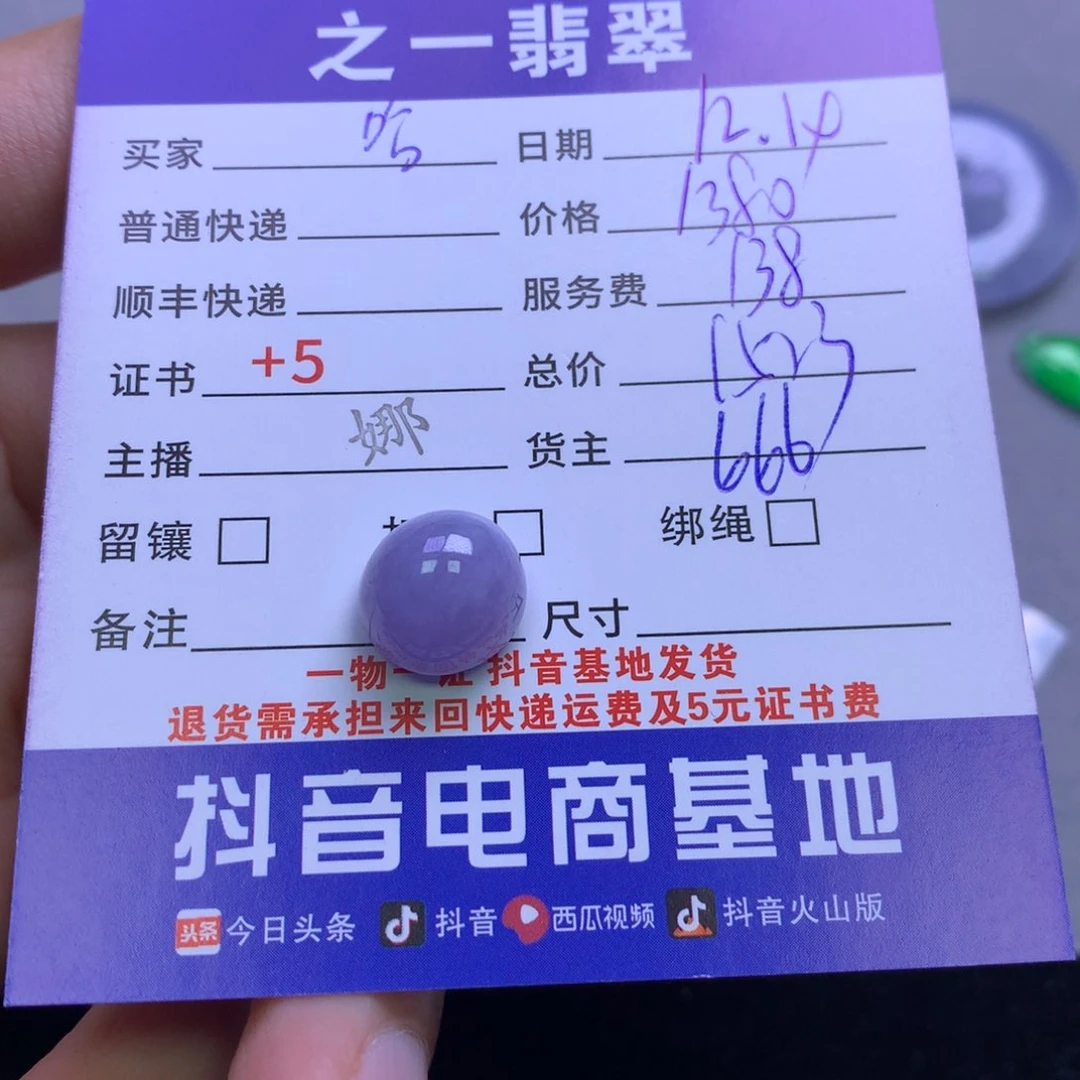 之一翡翠
买家 哈 日期 12.14
普通快递 价格 1380
顺丰快递 服务费 138
证书 +5 总价 1523
主播 娜 货主 666
留镶 绑绳
备注 尺寸
一物一证 抖音基地发货
退货需承担来回快递运费及5元证书费
抖音电商基地
头条 今日头条 抖音 西瓜视频 抖音火山版